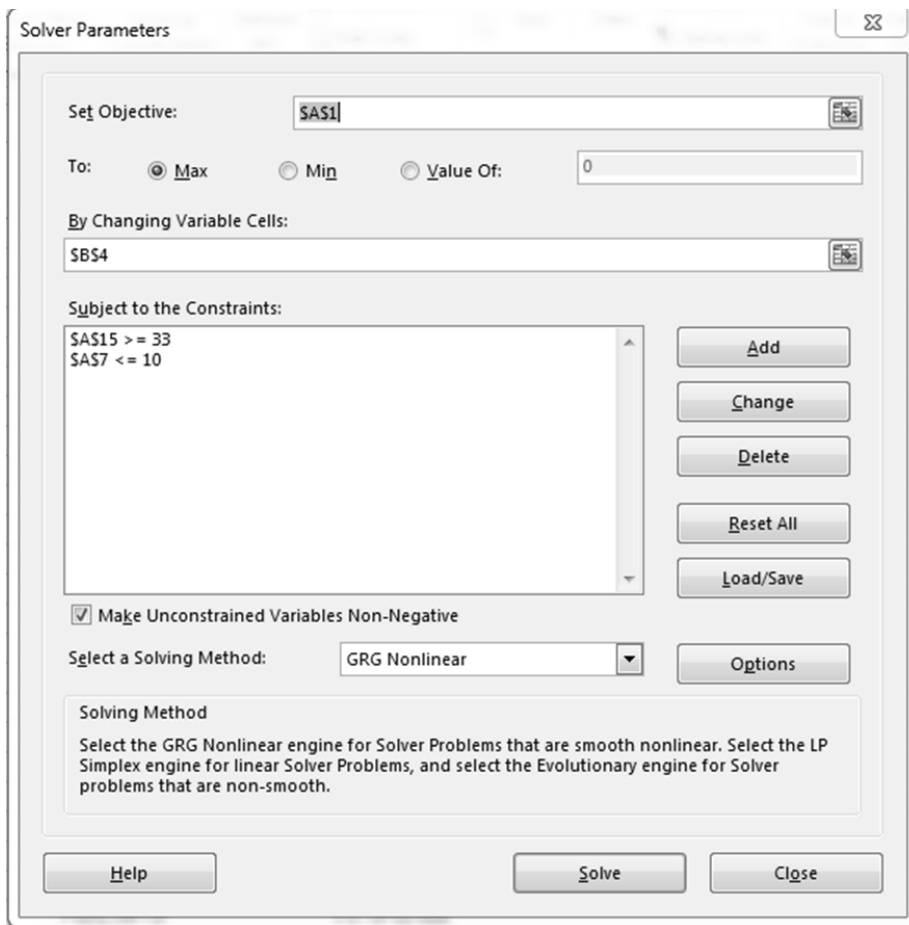 Solver Parameters
Set Objective:
$A$1
To:
Max
Min
Value Of:
0
By Changing Variable Cells:
$B$4
Subject to the Constraints:
$A$15 >= 33
$A$7 <= 10
Add
Change
Delete
Reset All
Load/Save
Make Unconstrained Variables Non-Negative
Select a Solving Method:
GRG Nonlinear
Options
Solving Method
Select the GRG Nonlinear engine for Solver Problems that are smooth nonlinear. Select the LP
Simplex engine for linear Solver Problems, and select the Evolutionary engine for Solver
problems that are non-smooth.
Help
Solve
Close